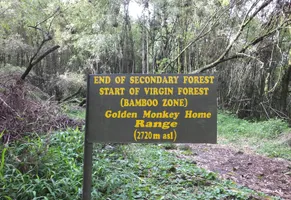 END OF SECONDARY FOREST
START OF VIRGIN FOREST
(BAMBOO ZONE)
Golden Monkey Home
Range
(2720m asl)